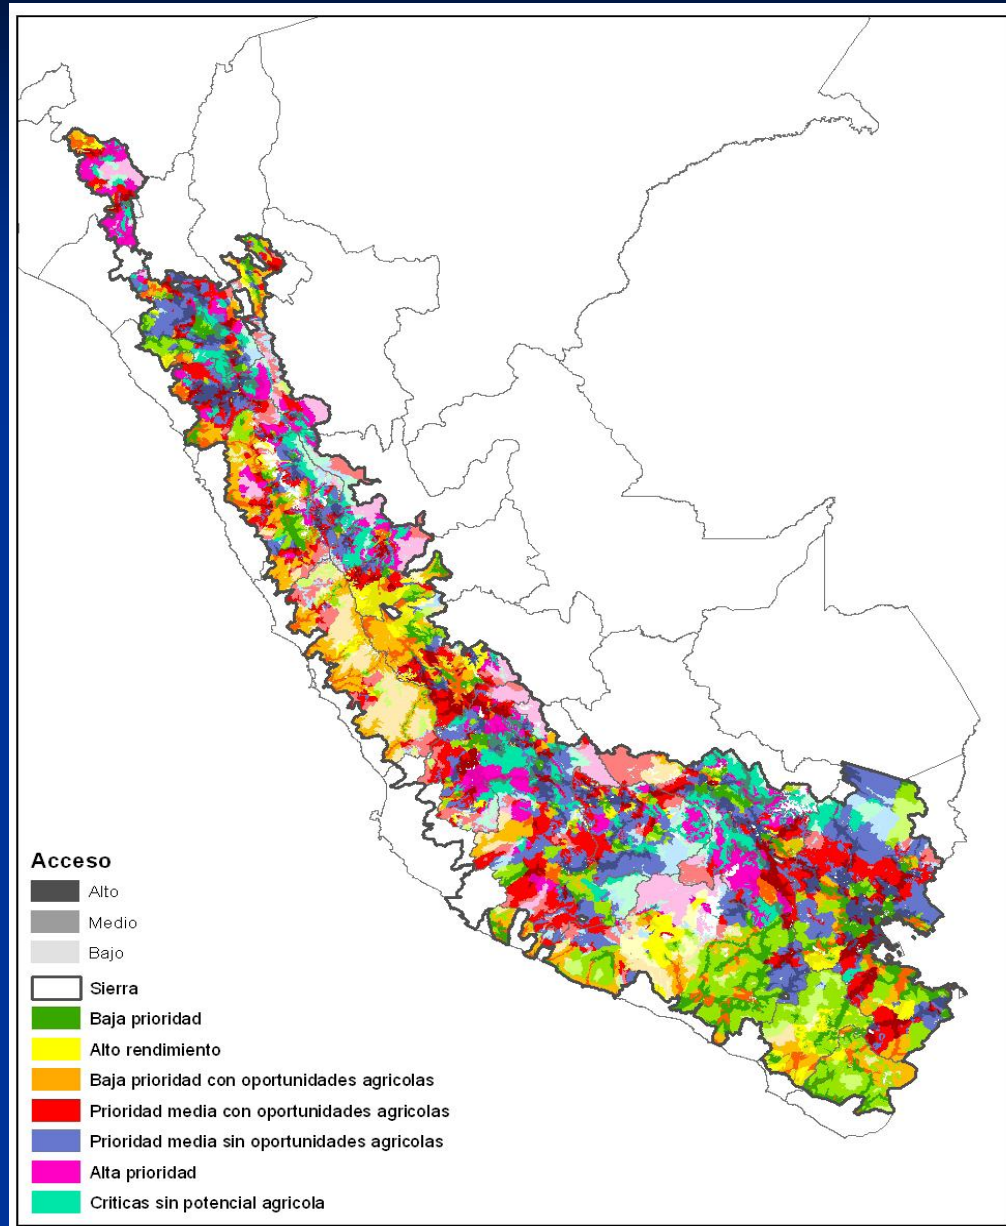 Acceso
Alto
Medio
Bajo
Sierra
Baja prioridad
Alto rendimiento
Baja prioridad con oportunidades agricolas
Prioridad media con oportunidades agricolas
Prioridad media sin oportunidades agricolas
Alta prioridad
Criticas sin potencial agricola